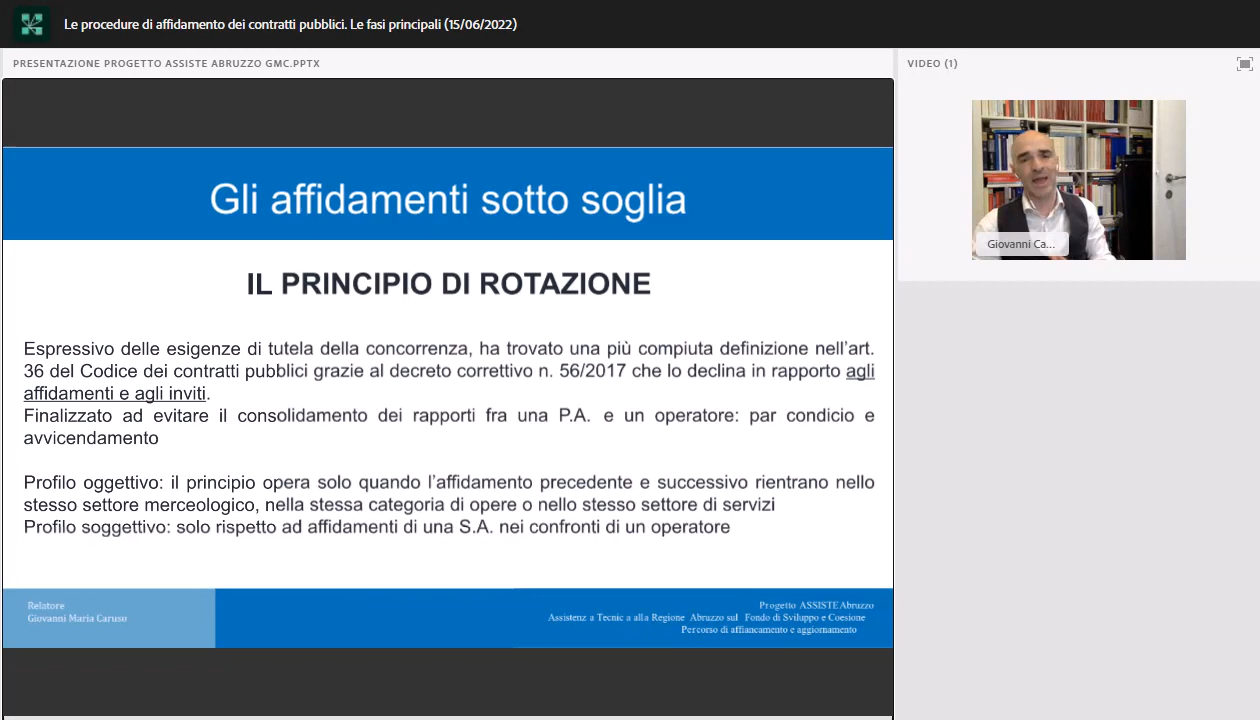 Le procedure di affidamento dei contratti pubblici. Le fasi principali (15/06/2022)
PRESENTAZIONE PROGETTO ASSISTE ABRUZZO GMC.PPTX
VIDEO (1)
Gli affidamenti sotto soglia
IL PRINCIPIO DI ROTAZIONE
Espressivo delle esigenze di tutela della concorrenza, ha trovato una più compiuta definizione nell'art.
36 del Codice dei contratti pubblici grazie al decreto correttivo n. 56/2017 che lo declina in rapporto agli
affidamenti e agli inviti.
Finalizzato ad evitare il consolidamento dei rapporti fra una P.A. e un operatore: par condicio e
avvicendamento
Profilo oggettivo: il principio opera solo quando l'affidamento precedente e successivo rientrano nello
stesso settore merceologico, nella stessa categoria di opere o nello stesso settore di servizi
Profilo soggettivo: solo rispetto ad affidamenti di una S.A. nei confronti di un operatore
Relatore
Giovanni Maria Caruso
Progetto ASSISTE Abruzzo
Assistenz a Tecnic a alla Regione Abruzzo sul Fondo di Sviluppo e Coesione
Percorso di affiancamento e aggiornamento
Giovanni Ca...